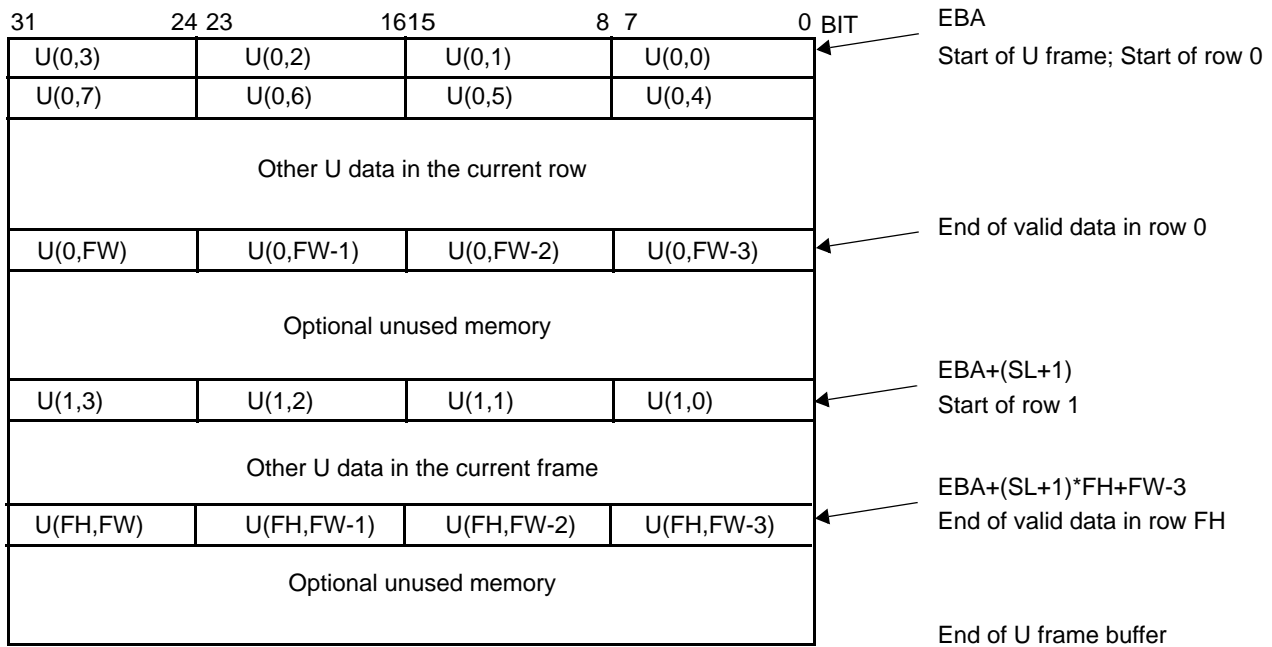 31 24 23 1615 8 7 0 BIT EBA
U(0,3) U(0,2) U(0,1) U(0,0) Start of U frame; Start of row 0
U(0,7) U(0,6) U(0,5) U(0,4)
Other U data in the current row
End of valid data in row 0
U(0,FW) U(0,FW-1) U(0,FW-2) U(0,FW-3)
Optional unused memory
EBA+(SL+1)
U(1,3) U(1,2) U(1,1) U(1,0) Start of row 1
Other U data in the current frame
EBA+(SL+1)*FH+FW-3
U(FH,FW) U(FH,FW-1) U(FH,FW-2) U(FH,FW-3) End of valid data in row FH
Optional unused memory
End of U frame buffer